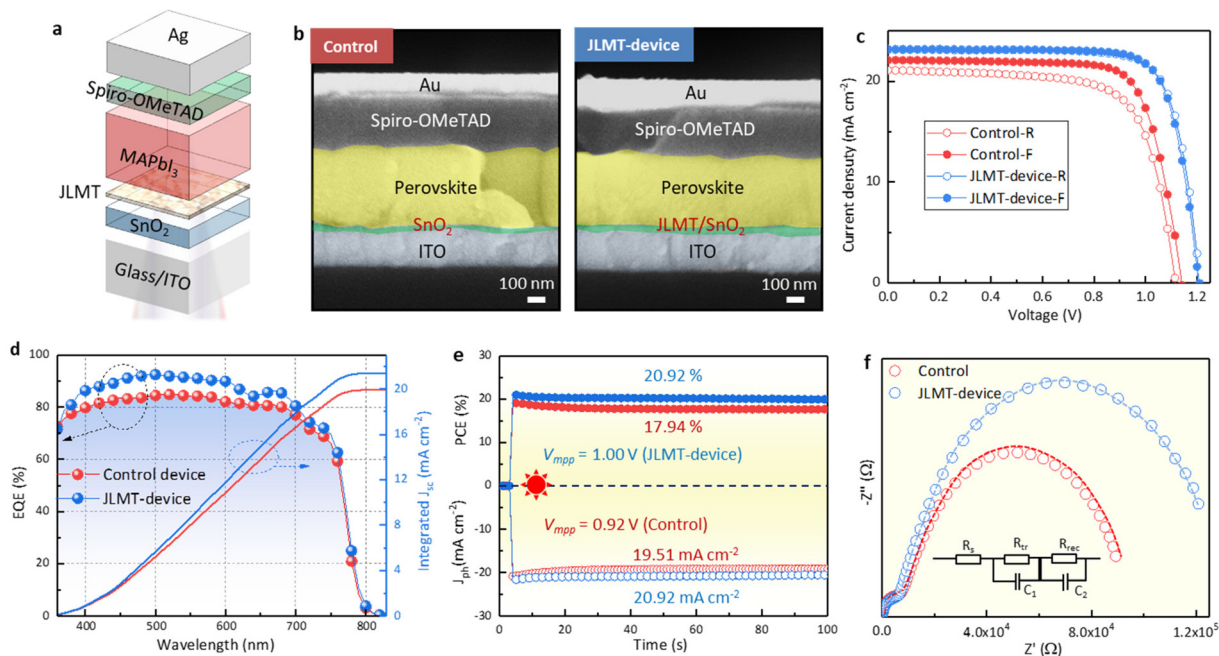 a
Ag
Spiro-OMeTAD
MAPbI₃
JLMT
SnO₂
Glass/ITO
b
Control
Au
Spiro-OMeTAD
Perovskite
SnO₂
ITO
100 nm
JLMT-device
Au
Spiro-OMeTAD
Perovskite
JLMT/SnO₂
ITO
100 nm
c
Current densuty (mA cm⁻²)
20
10
0
Control-R
Control-F
JLMT-device-R
JLMT-device-F
0.0 0.2 0.4 0.6 0.8 1.0 1.2
Voltage (V)
d
EQE (%)
100
80
60
40
20
0
Control device
JLMT-device
400 500 600 700 800
Wavelength (nm)
20
16
12
8
4
0
Integrated Jsc (mA cm⁻²)
e
PCE (%)
Jph(mA cm⁻²)
30
20
10
0
-10
-20
-30
20.92 %
17.94 %
Vmpp = 1.00 V (JLMT-device)
Vmpp = 0.92 V (Control)
19.51 mA cm⁻²
20.92 mA cm⁻²
0 20 40 60 80 100
Time (s)
f
Control
JLMT-device
-Z'' (Ω)
Rs
Rtr
Rrec
C₁
C₂
0 4.0x10⁴ 8.0x10⁴ 1.2x10⁵
Z' (Ω)